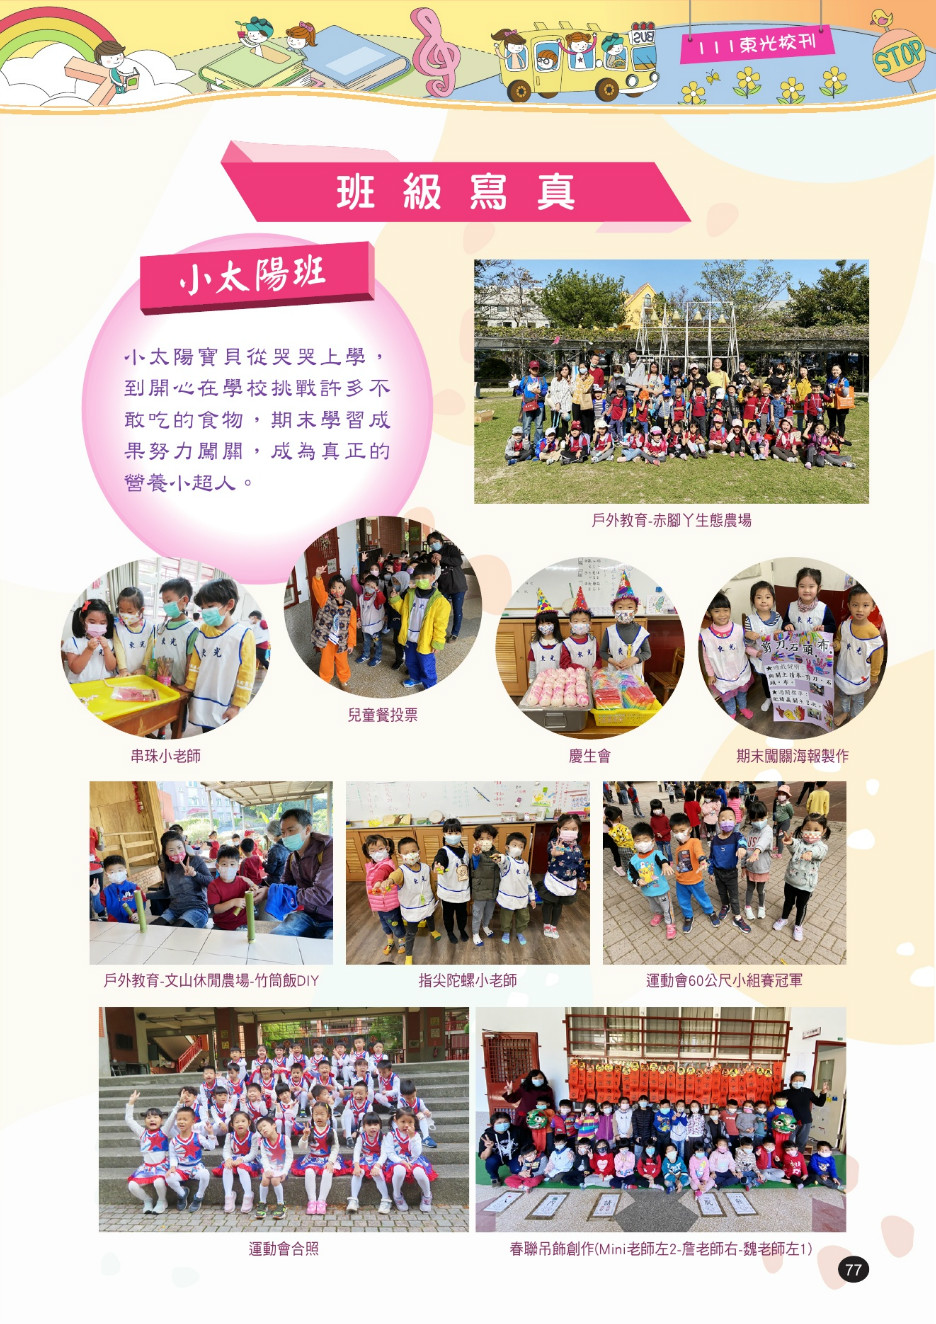 111東光校刊
STOP
BUS
班級寫真
小太陽班
小太陽寶貝從哭哭上學，
到開心在學校挑戰許多不
敢吃的食物，期末學習成
果努力闖關，成為真正的
營養小超人。
戶外教育-赤腳丫生態農場
兒童餐投票
串珠小老師
慶生會
剪刀石頭布
期末闖關海報製作
戶外教育-文山休閒農場-竹筒飯DIY
指尖陀螺小老師
運動會60公尺小組賽冠軍
運動會合照
春聯吊飾創作(Mini老師左2-詹老師右-魏老師左1)
77